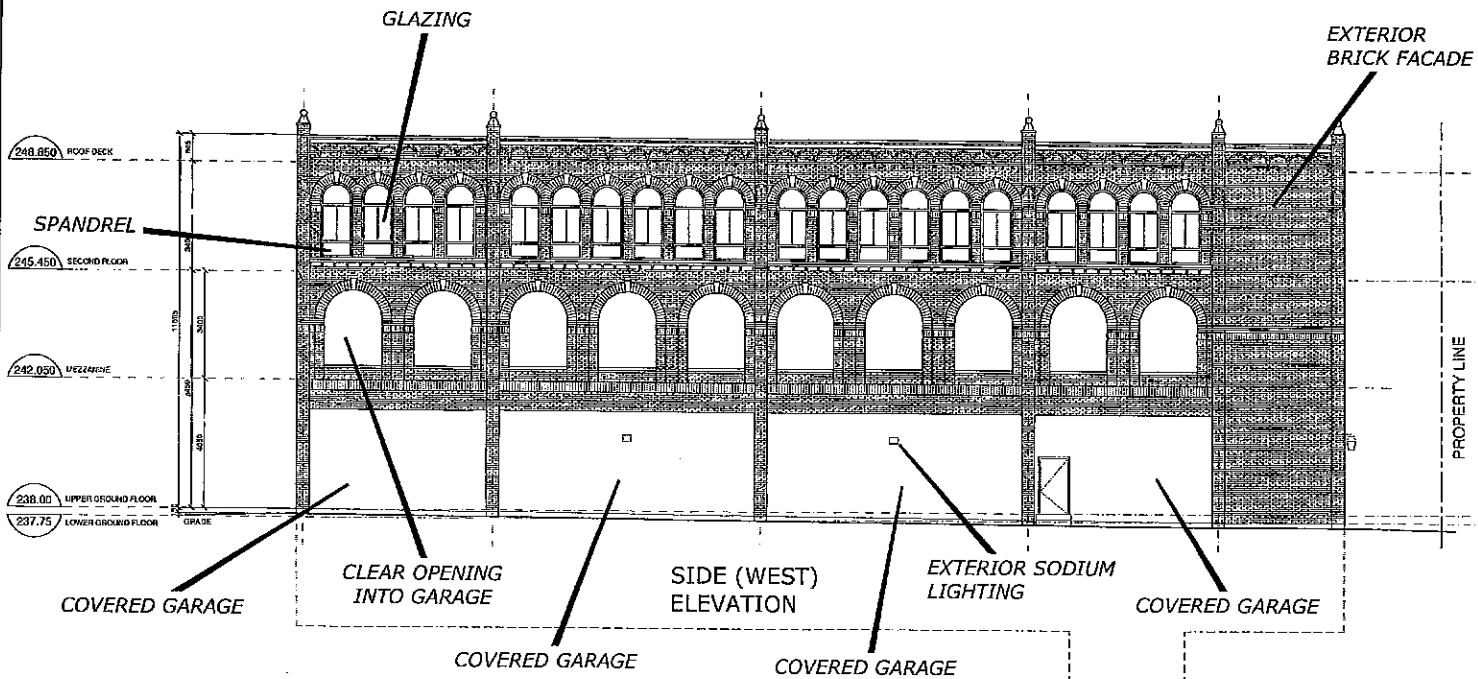 GLAZING
EXTERIOR
BRICK FACADE
248.850 ROOF DECK
SPANDREL
245.450 SECOND FLOOR
3400
242.050 MEZZANINE
4050
PROPERTY LINE
238.00 UPPER GROUND FLOOR
237.75 LOWER GROUND FLOOR
GRADE
CLEAR OPENING
INTO GARAGE
SIDE (WEST)
ELEVATION
EXTERIOR SODIUM
LIGHTING
COVERED GARAGE
COVERED GARAGE
COVERED GARAGE
COVERED GARAGE